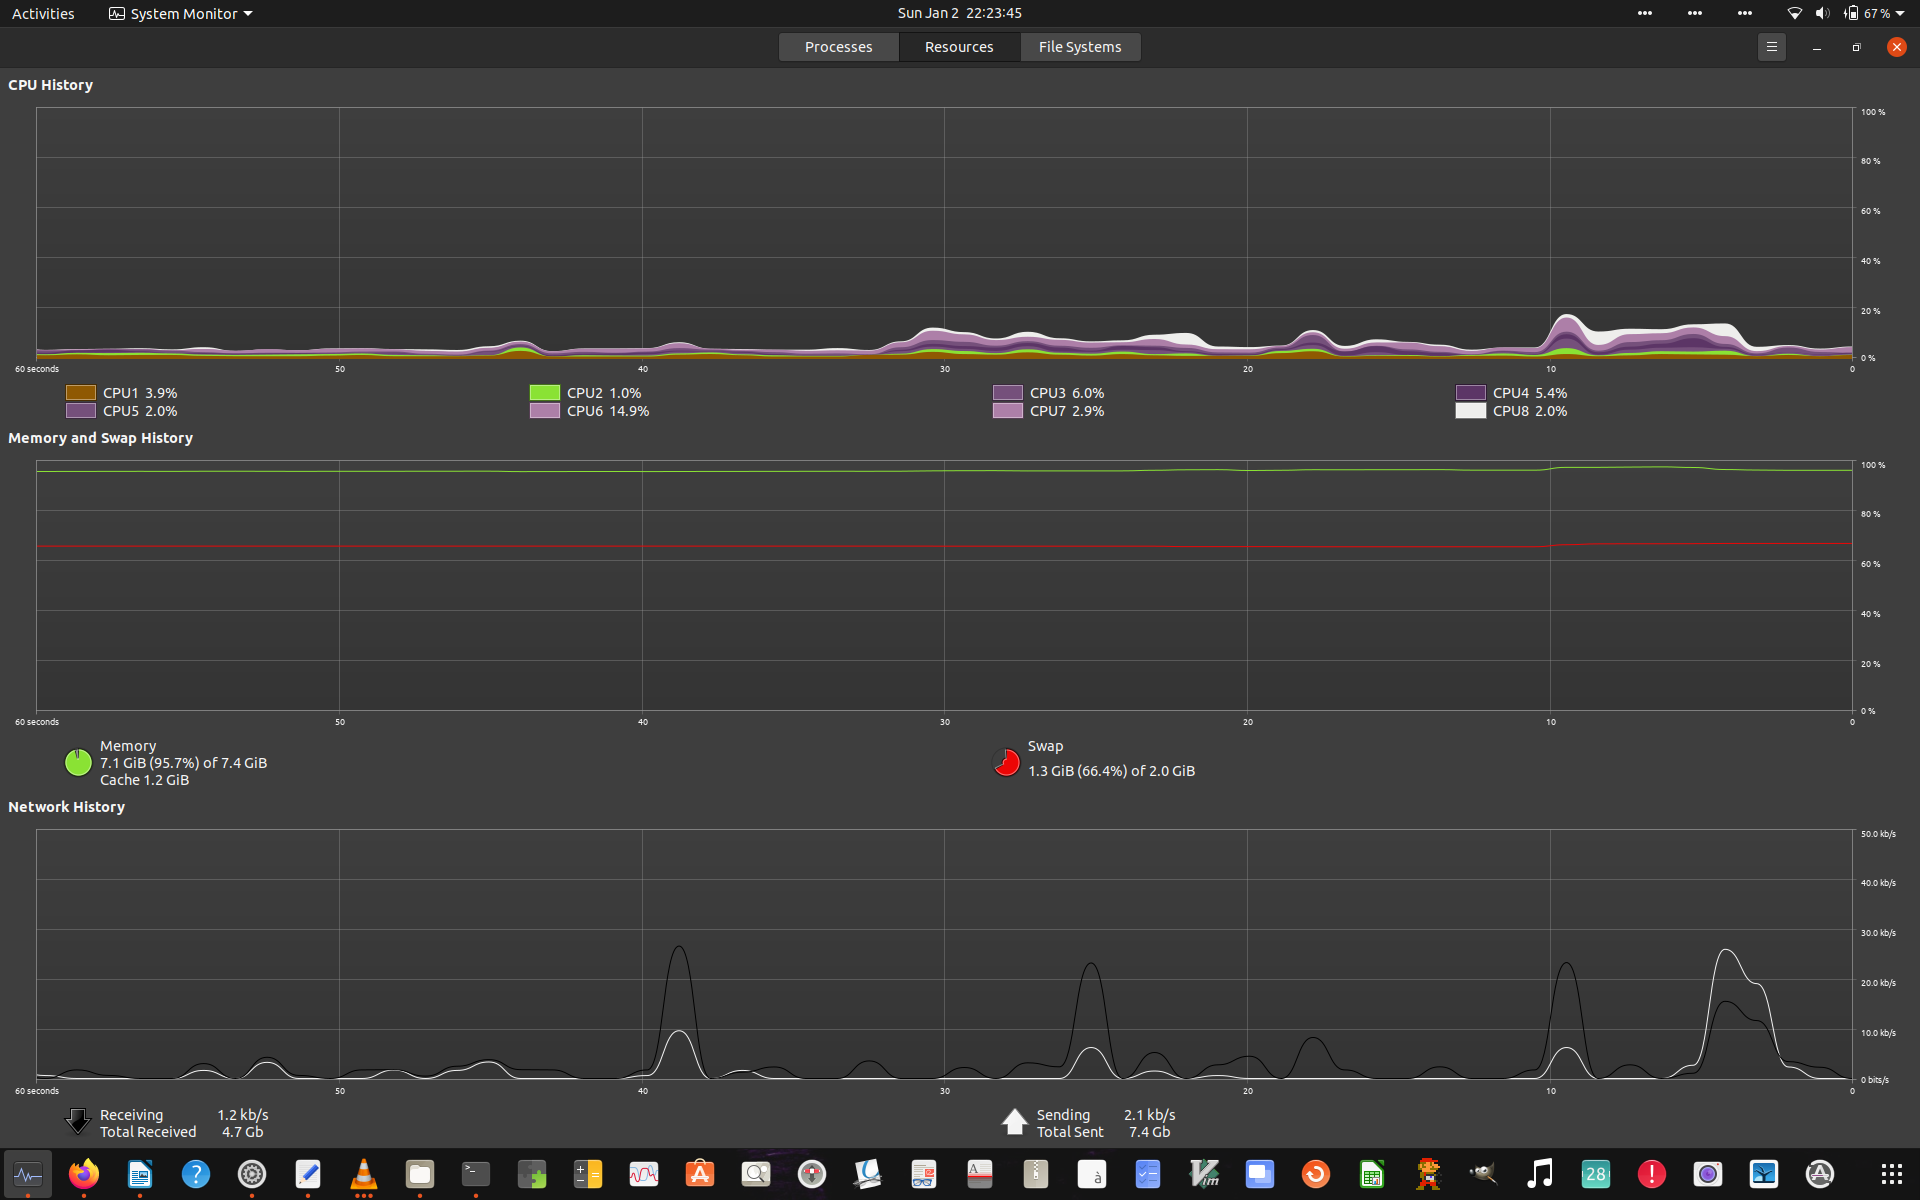 Activities
System Monitor
Sun Jan 2 22:23:45
67 %
Processes
Resources
File Systems
CPU History
100 %
80 %
60 %
40 %
20 %
0 %
60 seconds 50 40 30 20 10 0
CPU1 3.9%
CPU2 1.0%
CPU3 6.0%
CPU4 5.4%
CPU5 2.0%
CPU6 14.9%
CPU7 2.9%
CPU8 2.0%
Memory and Swap History
100 %
80 %
60 %
40 %
20 %
0 %
60 seconds 50 40 30 20 10 0
Memory
7.1 GiB (95.7%) of 7.4 GiB
Cache 1.2 GiB
Swap
1.3 GiB (66.4%) of 2.0 GiB
Network History
50.0 kb/s
40.0 kb/s
30.0 kb/s
20.0 kb/s
10.0 kb/s
0 bits/s
60 seconds 50 40 30 20 10 0
Receiving 1.2 kb/s
Total Received 4.7 Gb
Sending 2.1 kb/s
Total Sent 7.4 Gb
?
>_
A
à
Vim
28
!